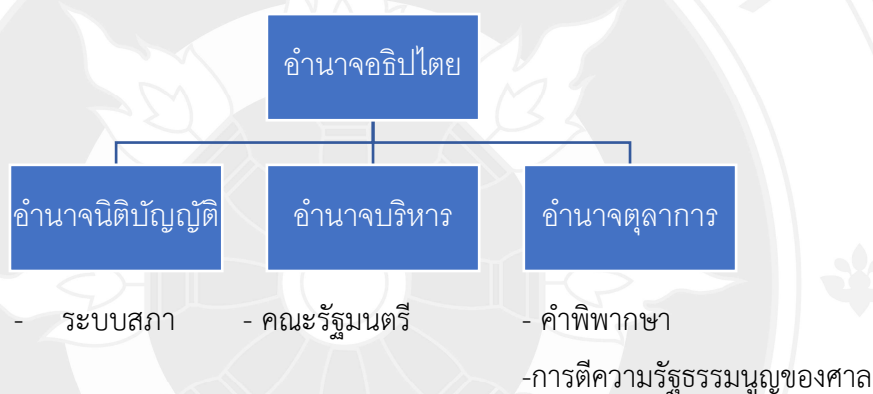 อำนาจอธิปไตย
อำนาจนิติบัญญัติ
อำนาจบริหาร
อำนาจตุลาการ
- ระบบสภา
- คณะรัฐมนตรี
- คำพิพากษา
-การตีความรัฐธรรมนูญของศาล